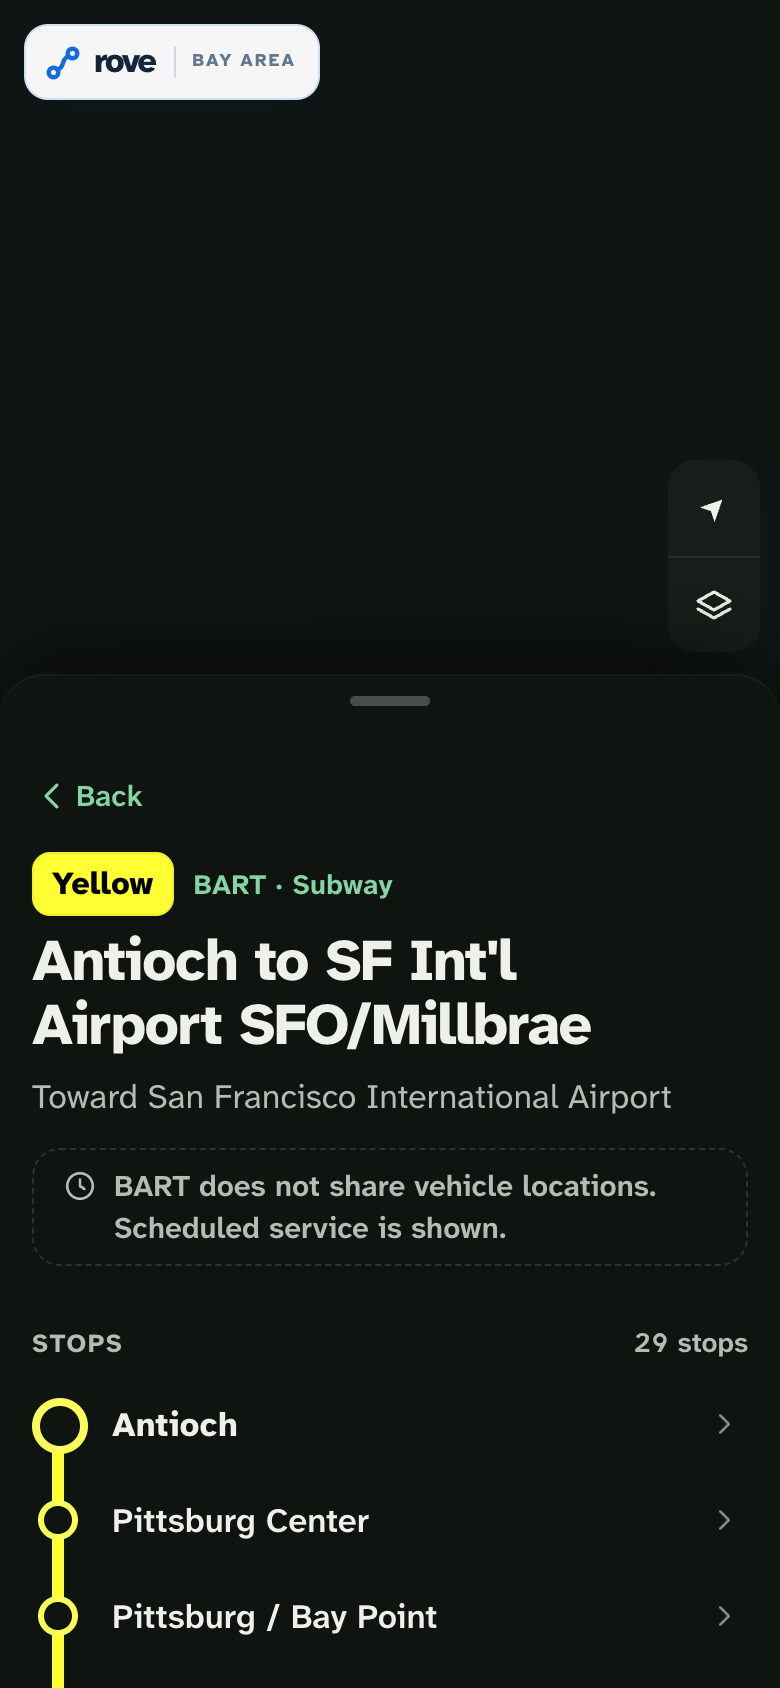 rove BAY AREA
Back
Yellow BART · Subway
Antioch to SF Int'l
Airport SFO/Millbrae
Toward San Francisco International Airport
BART does not share vehicle locations.
Scheduled service is shown.
STOPS 29 stops
Antioch
Pittsburg Center
Pittsburg / Bay Point